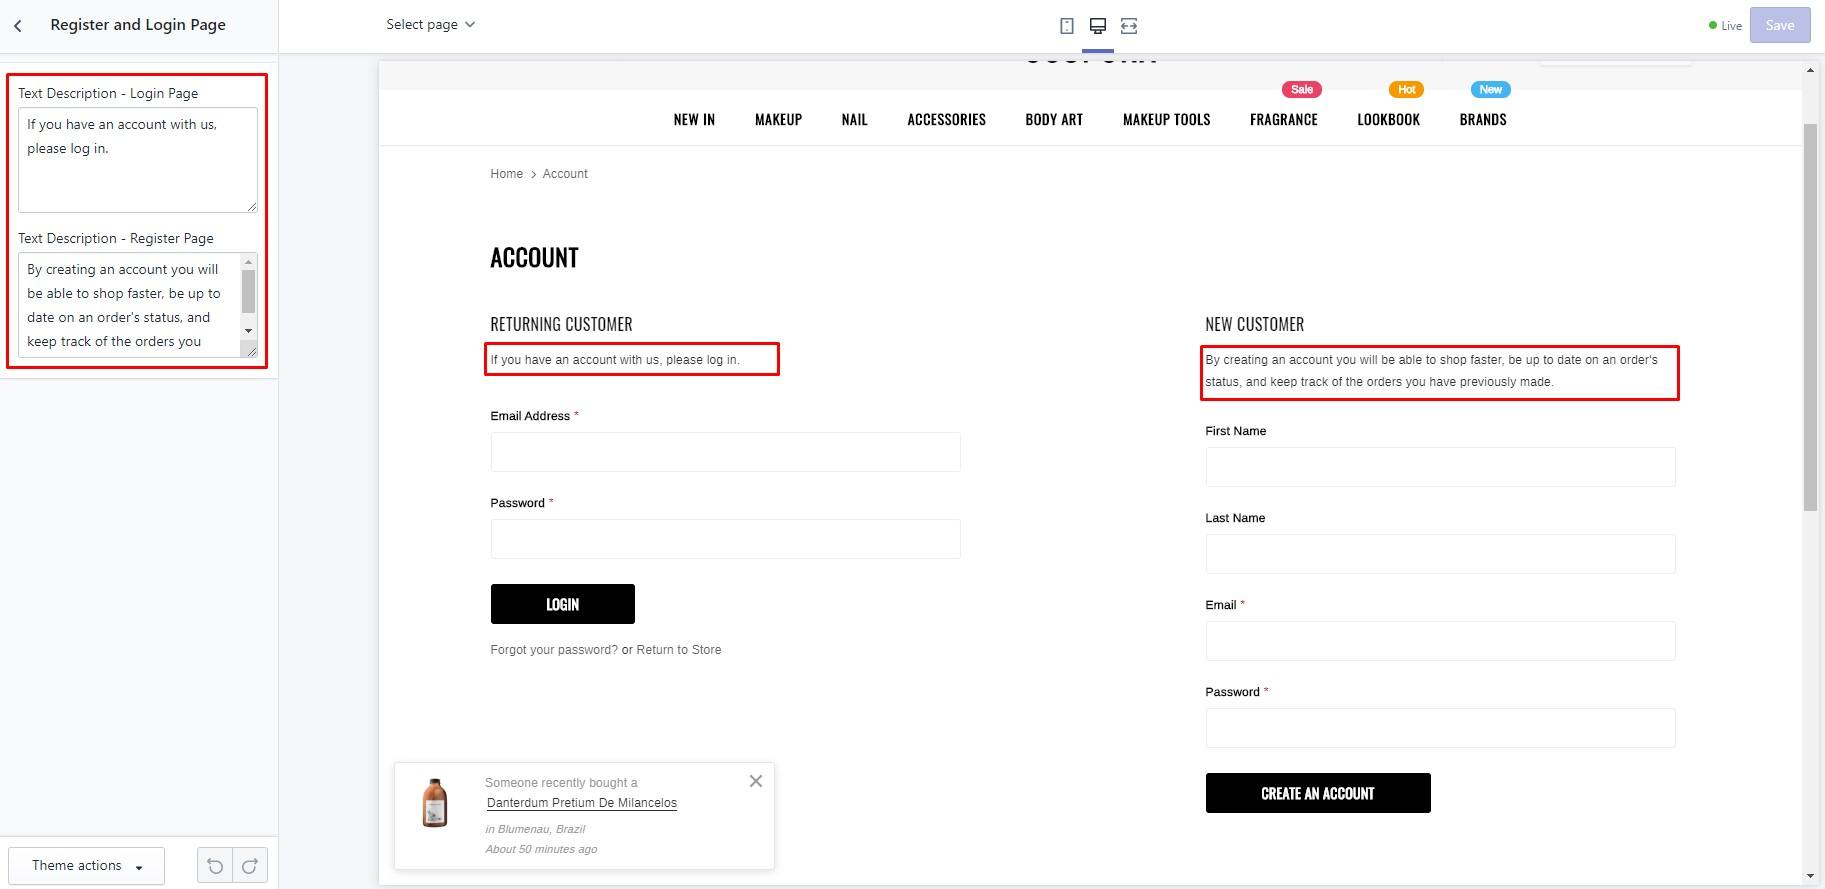 Register and Login Page
Select page
Live
Save
Text Description - Login Page
If you have an account with us,
please log in.
Text Description - Register Page
By creating an account you will
be able to shop faster, be up to
date on an order's status, and
keep track of the orders you
Theme actions
Sale
Hot
New
NEW IN
MAKEUP
NAIL
ACCESSORIES
BODY ART
MAKEUP TOOLS
FRAGRANCE
LOOKBOOK
BRANDS
Home > Account
ACCOUNT
RETURNING CUSTOMER
If you have an account with us, please log in.
Email Address *
Password *
LOGIN
Forgot your password? or Return to Store
NEW CUSTOMER
By creating an account you will be able to shop faster, be up to date on an order's
status, and keep track of the orders you have previously made.
First Name
Last Name
Email *
Password *
CREATE AN ACCOUNT
Someone recently bought a
Danterdum Pretium De Milancelos
in Blumenau, Brazil
About 50 minutes ago